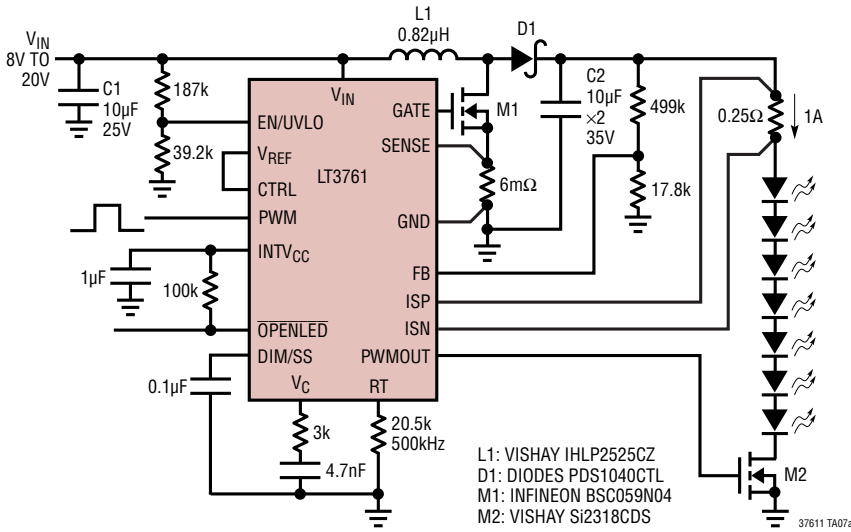 L1
0.82µH
D1
VIN
8V TO
20V
C1
10µF
25V
187k
39.2k
VIN
EN/UVLO
VREF
CTRL
PWM
INTVCC
OPENLED
DIM/SS
VC
RT
LT3761
GATE
SENSE
GND
FB
ISP
ISN
PWMOUT
M1
6mΩ
C2
10µF
×2
35V
499k
17.8k
0.25Ω
1A
1µF
100k
0.1µF
3k
4.7nF
20.5k
500kHz
M2
L1: VISHAY IHLP2525CZ
D1: DIODES PDS1040CTL
M1: INFINEON BSC059N04
M2: VISHAY Si2318CDS
37611 TA07a